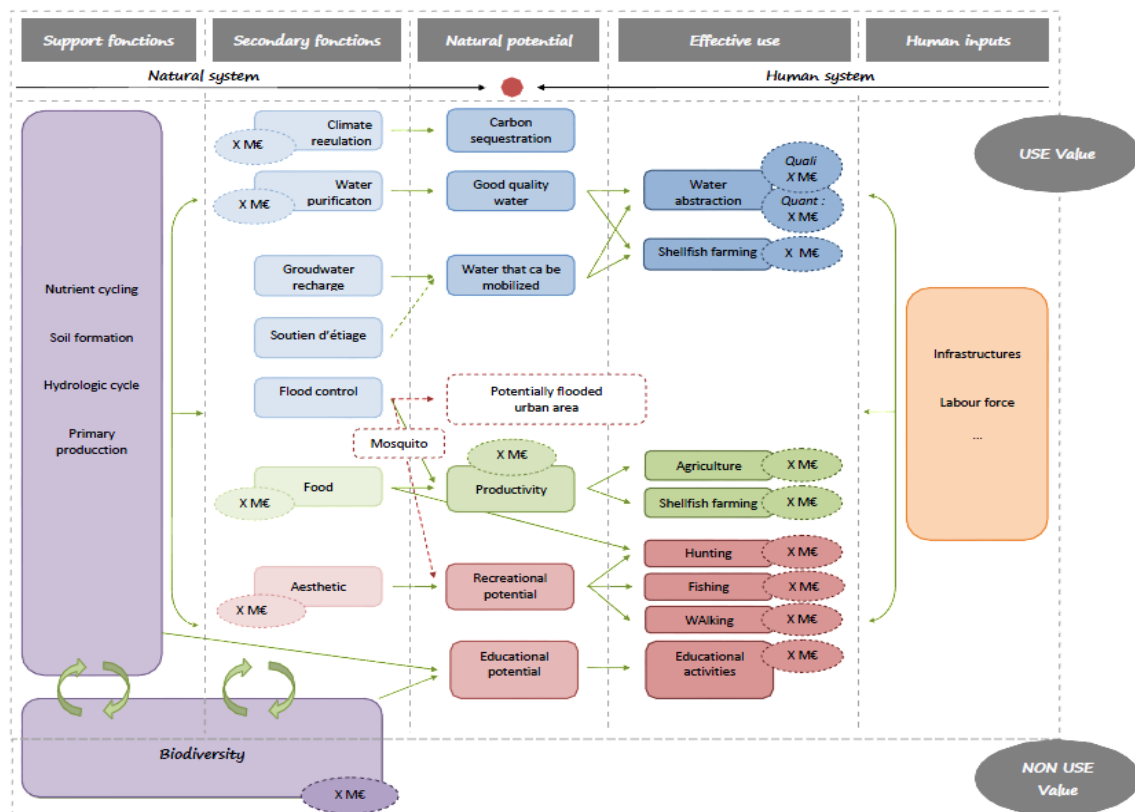 Support fonctions
Secondary fonctions
Natural potential
Effective use
Human inputs
Natural system
Human system
USE Value
Climate
regulation
X M€
Carbon
sequestration
Water
purificaton
X M€
Good quality
water
Water
abstraction
Quali
X M€
Quant :
X M€
Shellfish farming
X M€
Groudwater
recharge
Water that ca be
mobilized
Soutien d'étiage
Nutrient cycling
Soil formation
Hydrologic cycle
Primary
producction
Infrastructures
Labour force
...
Flood control
Potentially flooded
urban area
Mosquito
X M€
Food
X M€
Productivity
Agriculture
X M€
Shellfish farming
X M€
Hunting
X M€
Aesthetic
X M€
Recreational
potential
Fishing
X M€
WAlking
X M€
Educational
potential
Educational
activities
X M€
Biodiversity
X M€
NON USE
Value